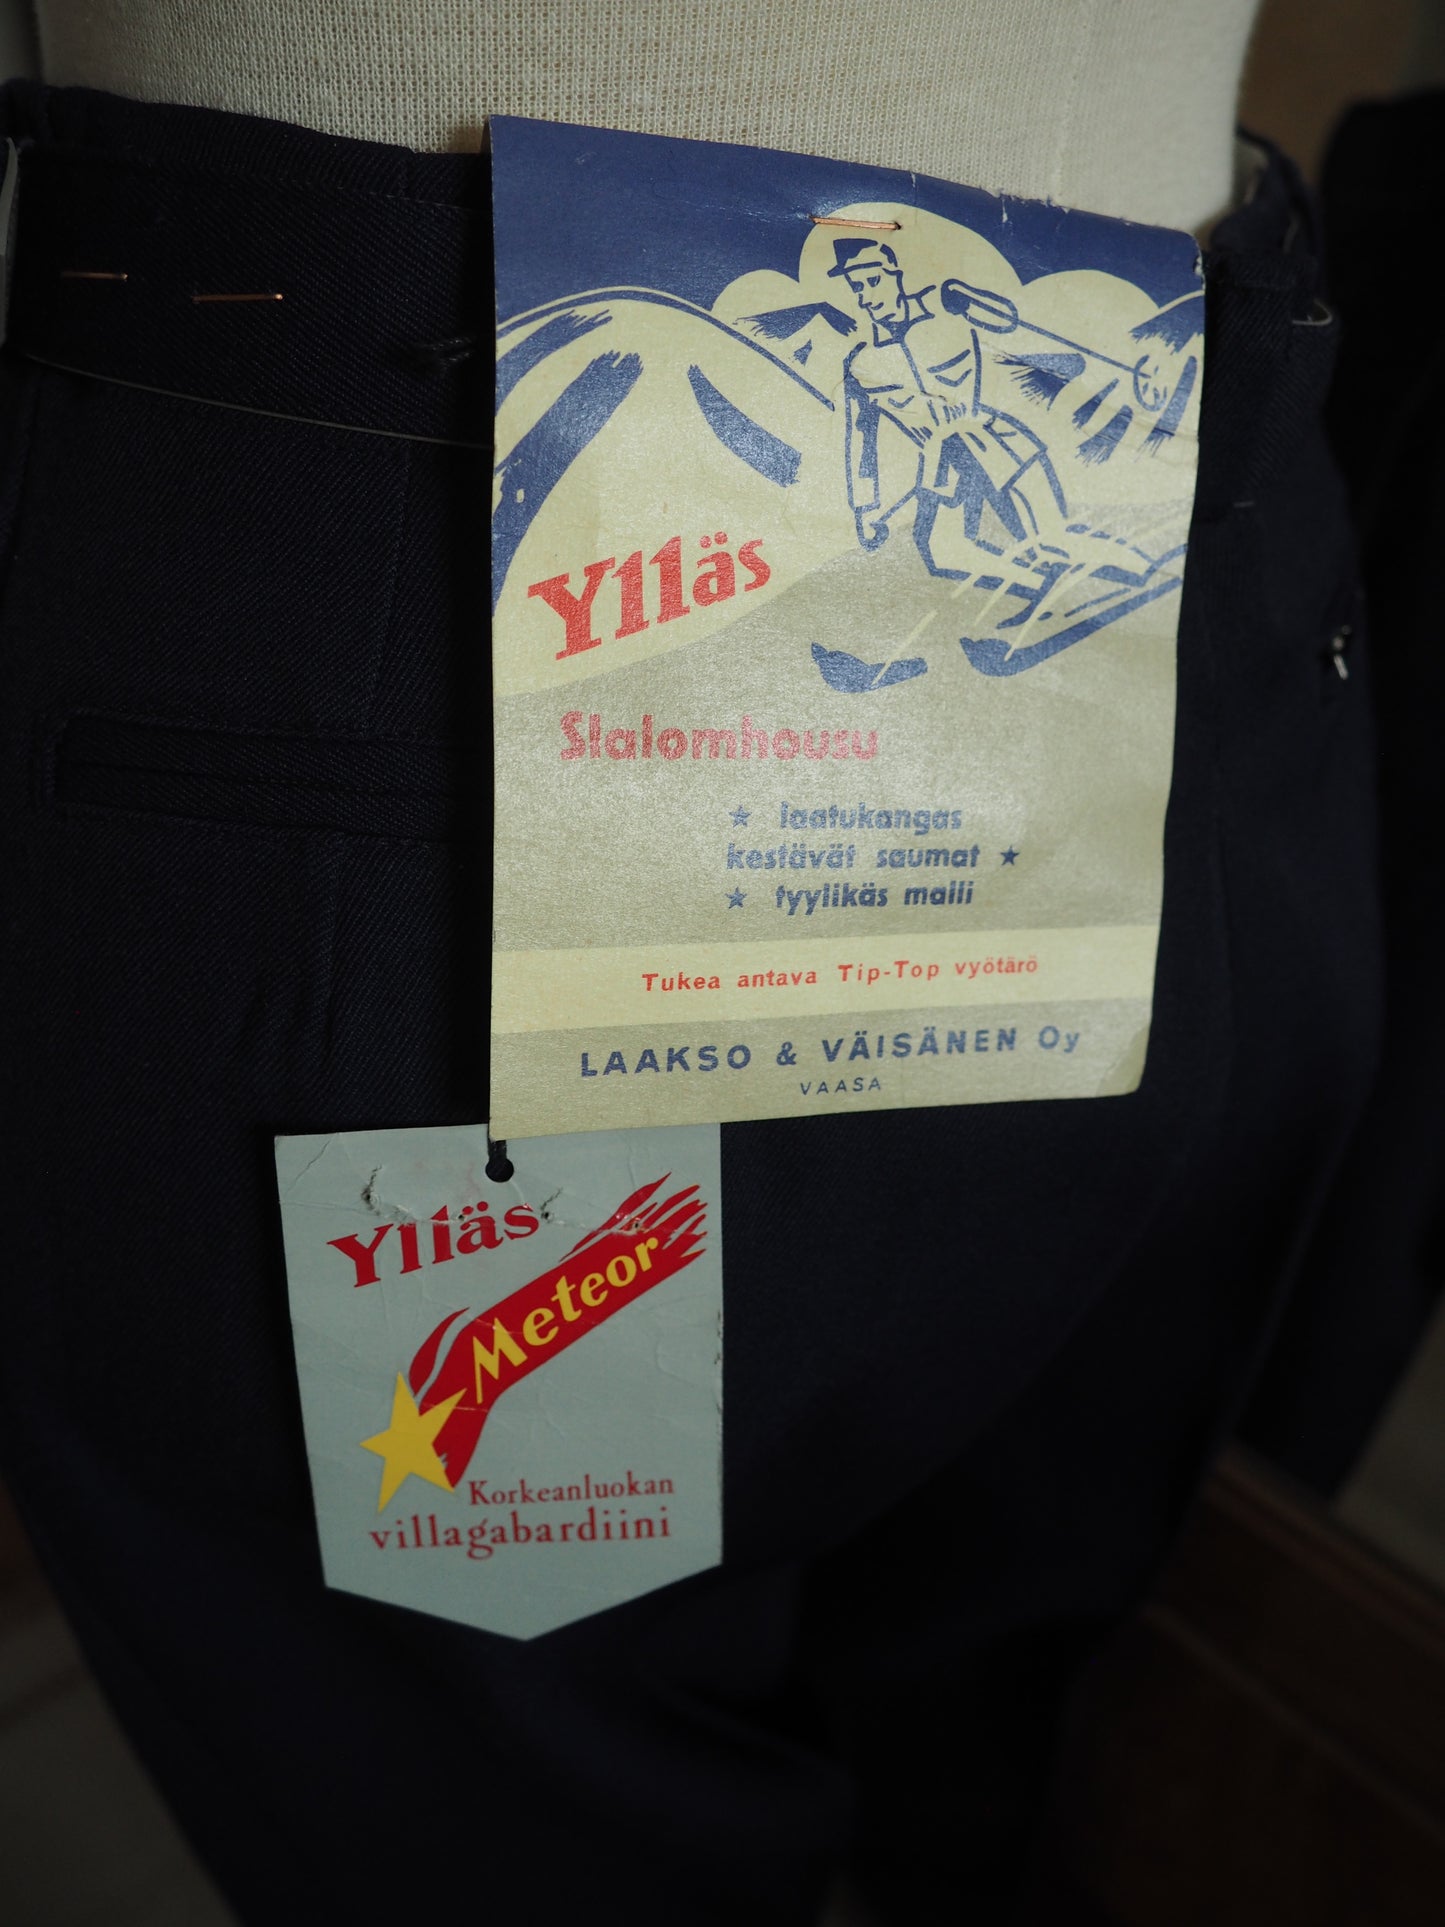 Ylläs
Slalomhousu
★ laatukangas
kestävät saumat ★
★ tyylikäs malli
Tukea antava Tip-Top vyötärö
LAAKSO & VÄISÄNEN Oy
VAASA
Ylläs
Meteor
Korkeanluokan
villagabardiini